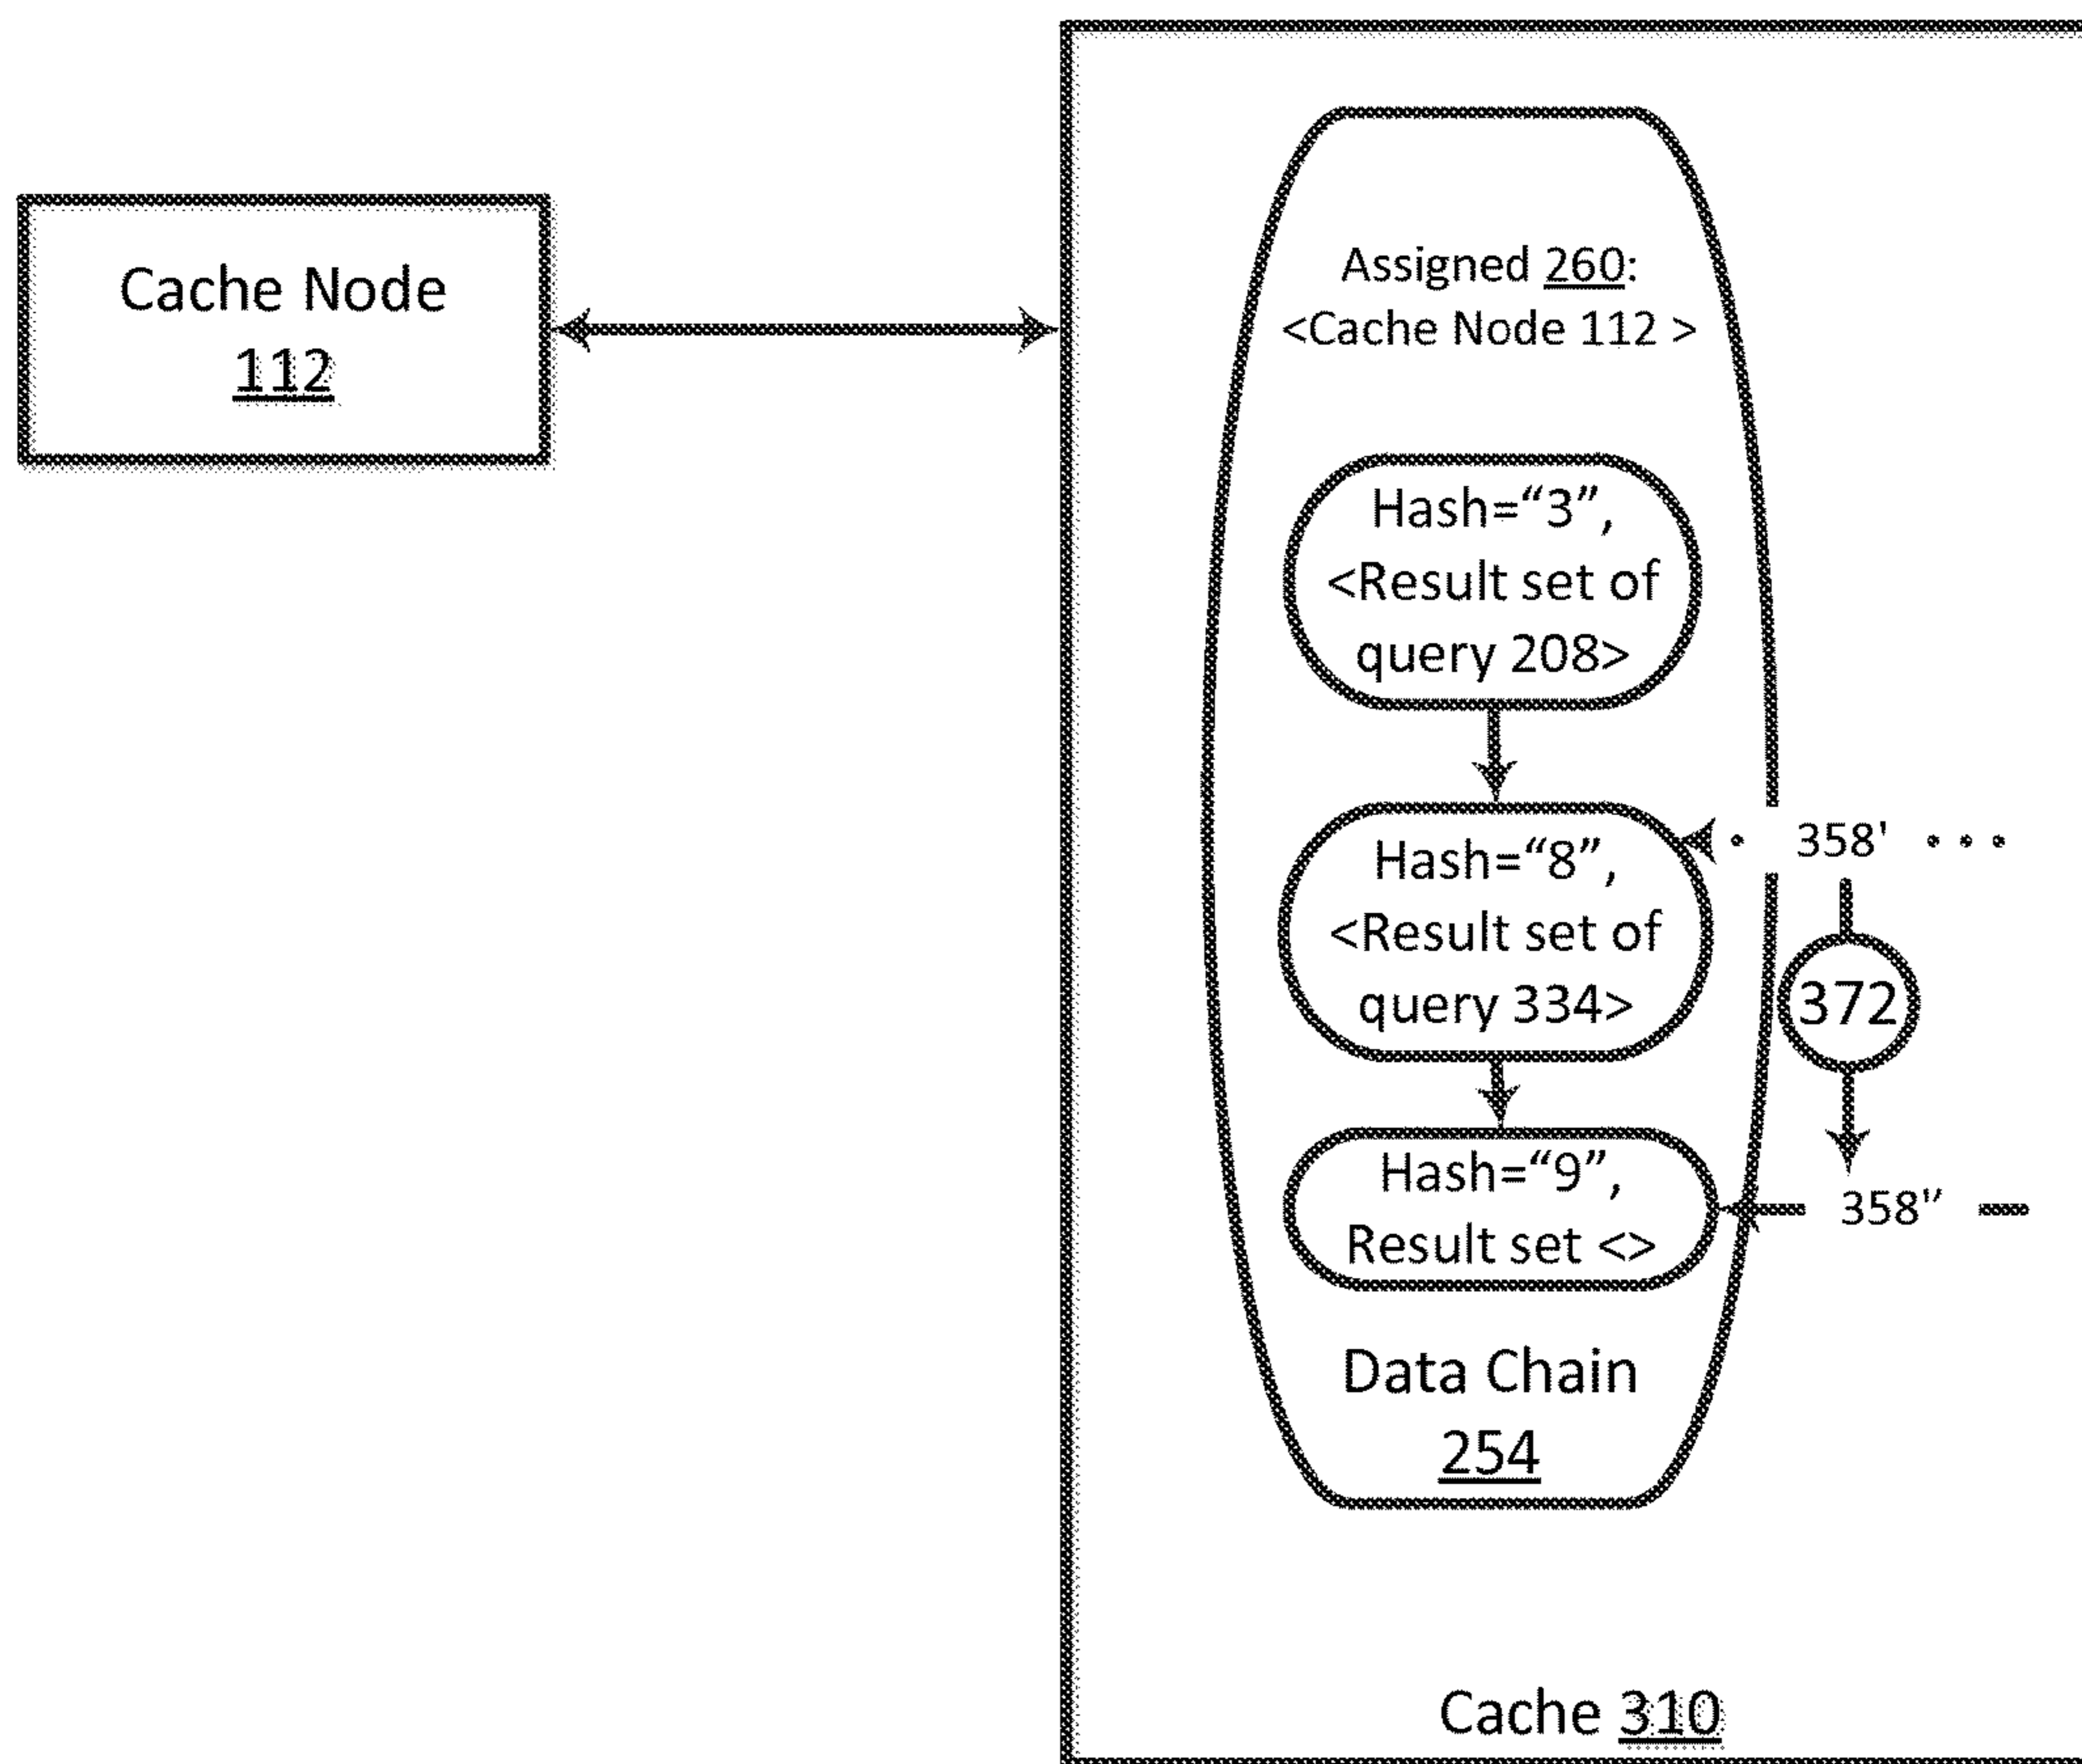 Cache Node
112
Assigned 260:
<Cache Node 112 >
Hash=“3”,
<Result set of
query 208>
Hash=“8”,
<Result set of
query 334>
358'
372
Hash=“9”,
Result set <>
358''
Data Chain
254
Cache 310